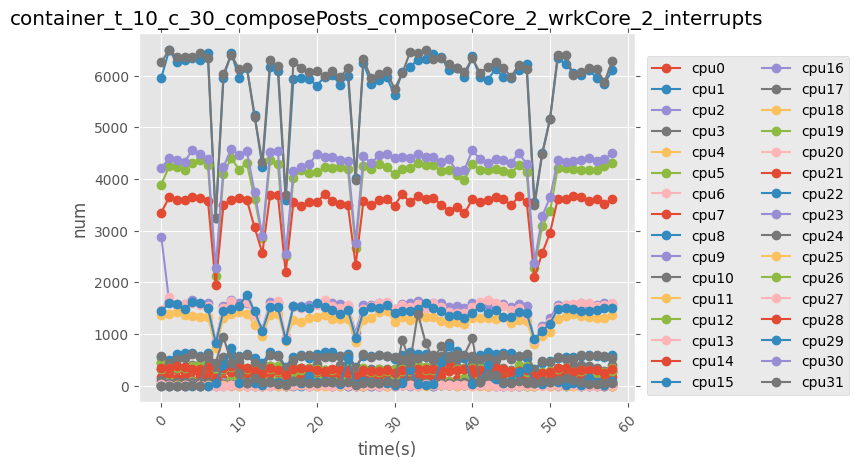 container_t_10_c_30_composePosts_composeCore_2_wrkCore_2_interrupts
num
6000
5000
4000
3000
2000
1000
0
0
10
20
30
40
50
60
time(s)
cpu0
cpu1
cpu2
cpu3
cpu4
cpu5
cpu6
cpu7
cpu8
cpu9
cpu10
cpu11
cpu12
cpu13
cpu14
cpu15
cpu16
cpu17
cpu18
cpu19
cpu20
cpu21
cpu22
cpu23
cpu24
cpu25
cpu26
cpu27
cpu28
cpu29
cpu30
cpu31